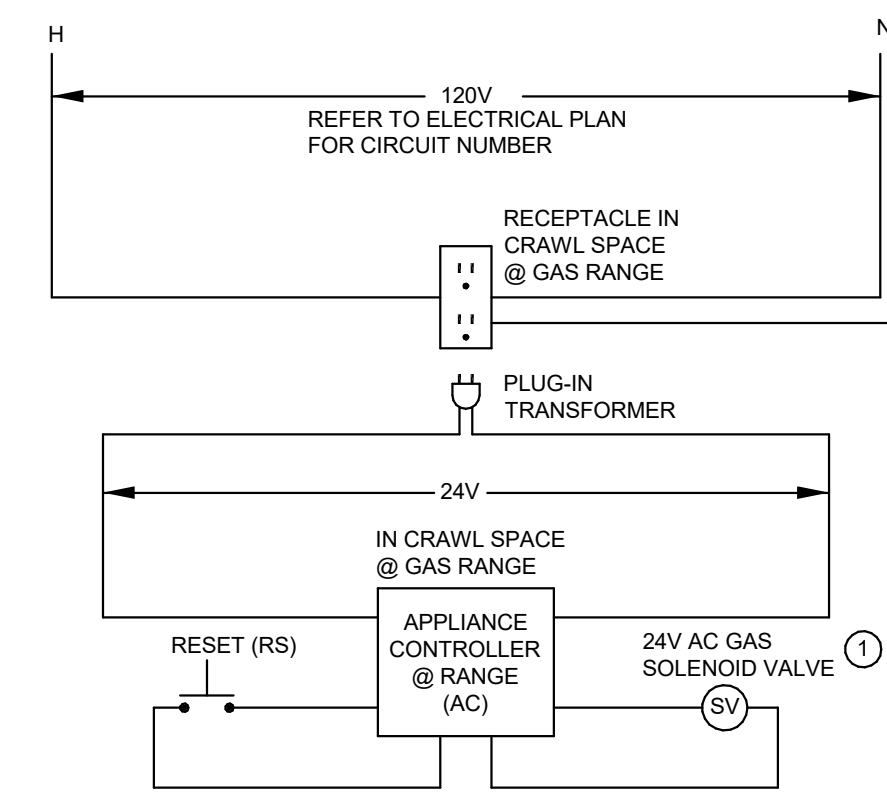 H
N
120V
REFER TO ELECTRICAL PLAN
FOR CIRCUIT NUMBER
RECEPTACLE IN
CRAWL SPACE
@ GAS RANGE
PLUG-IN
TRANSFORMER
24V
IN CRAWL SPACE
@ GAS RANGE
APPLIANCE
CONTROLLER
@ RANGE
(AC)
RESET (RS)
24V AC GAS
SOLENOID VALVE
1
SV